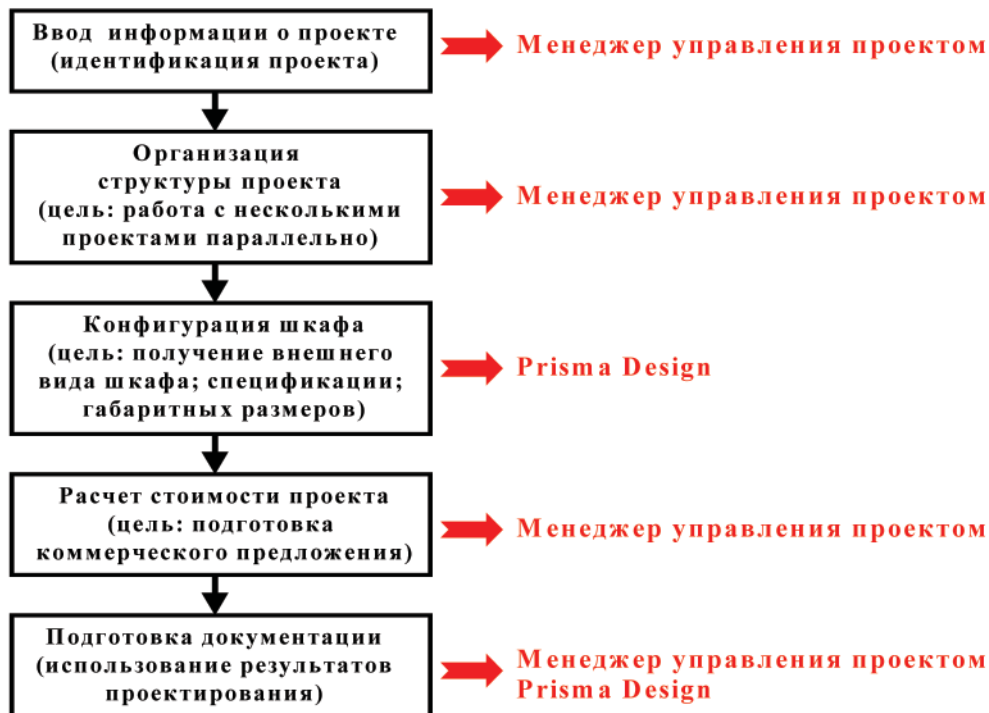 Ввод информации о проекте
(идентификация проекта)
Менеджер управления проектом
Организация
структуры проекта
(цель: работа с несколькими
проектами параллельно)
Менеджер управления проектом
Конфигурация шкафа
(цель: получение внешнего
вида шкафа; спецификации;
габаритных размеров)
Prisma Design
Расчет стоимости проекта
(цель: подготовка
коммерческого предложения)
Менеджер управления проектом
Подготовка документации
(использование результатов
проектирования)
Менеджер управления проектом
Prisma Design